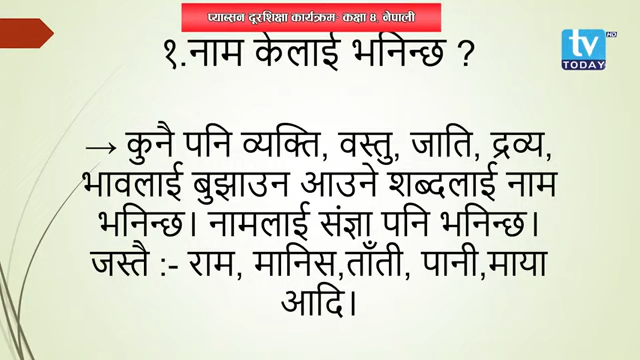 प्याब्सन दूरशिक्षा कार्यक्रम- कक्षा ४, नेपाली
tv HD
TODAY
१.नाम केलाई भनिन्छ ?
→ कुनै पनि व्यक्ति, वस्तु, जाति, द्रव्य,
भावलाई बुझाउन आउने शब्दलाई नाम
भनिन्छ। नामलाई संज्ञा पनि भनिन्छ।
जस्तै :- राम, मानिस,ताँती, पानी,माया
आदि।